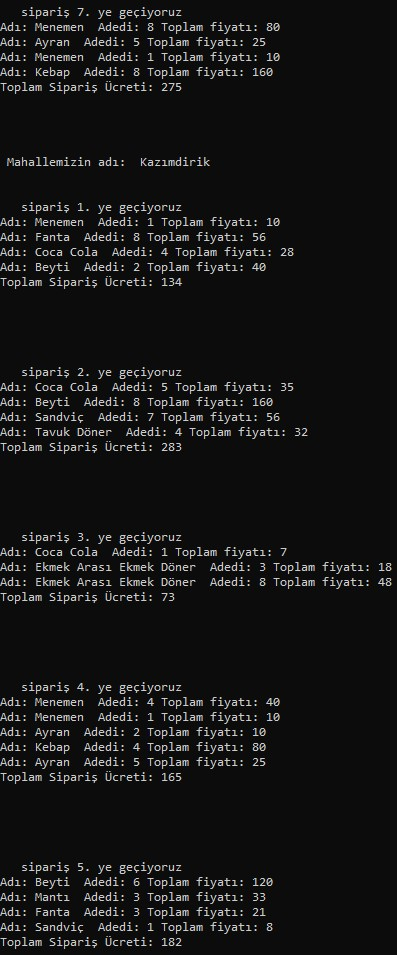 sipariş 7. ye geçiyoruz
Adı: Menemen  Adedi: 8 Toplam fiyatı: 80
Adı: Ayran  Adedi: 5 Toplam fiyatı: 25
Adı: Menemen  Adedi: 1 Toplam fiyatı: 10
Adı: Kebap  Adedi: 8 Toplam fiyatı: 160
Toplam Sipariş Ücreti: 275
Mahallemizin adı:  Kazımdirik
sipariş 1. ye geçiyoruz
Adı: Menemen  Adedi: 1 Toplam fiyatı: 10
Adı: Fanta  Adedi: 8 Toplam fiyatı: 56
Adı: Coca Cola  Adedi: 4 Toplam fiyatı: 28
Adı: Beyti  Adedi: 2 Toplam fiyatı: 40
Toplam Sipariş Ücreti: 134
sipariş 2. ye geçiyoruz
Adı: Coca Cola  Adedi: 5 Toplam fiyatı: 35
Adı: Beyti  Adedi: 8 Toplam fiyatı: 160
Adı: Sandviç  Adedi: 7 Toplam fiyatı: 56
Adı: Tavuk Döner  Adedi: 4 Toplam fiyatı: 32
Toplam Sipariş Ücreti: 283
sipariş 3. ye geçiyoruz
Adı: Coca Cola  Adedi: 1 Toplam fiyatı: 7
Adı: Ekmek Arası Ekmek Döner  Adedi: 3 Toplam fiyatı: 18
Adı: Ekmek Arası Ekmek Döner  Adedi: 8 Toplam fiyatı: 48
Toplam Sipariş Ücreti: 73
sipariş 4. ye geçiyoruz
Adı: Menemen  Adedi: 4 Toplam fiyatı: 40
Adı: Menemen  Adedi: 1 Toplam fiyatı: 10
Adı: Ayran  Adedi: 2 Toplam fiyatı: 10
Adı: Kebap  Adedi: 4 Toplam fiyatı: 80
Adı: Ayran  Adedi: 5 Toplam fiyatı: 25
Toplam Sipariş Ücreti: 165
sipariş 5. ye geçiyoruz
Adı: Beyti  Adedi: 6 Toplam fiyatı: 120
Adı: Mantı  Adedi: 3 Toplam fiyatı: 33
Adı: Fanta  Adedi: 3 Toplam fiyatı: 21
Adı: Sandviç  Adedi: 1 Toplam fiyatı: 8
Toplam Sipariş Ücreti: 182